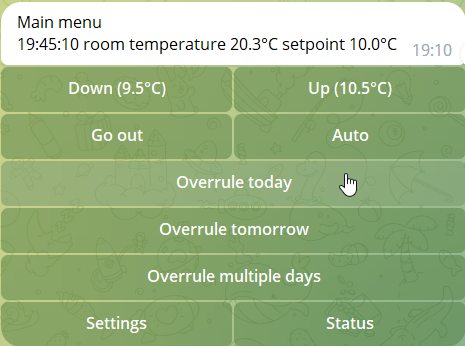 Main menu
19:45:10 room temperature 20.3°C setpoint 10.0°C
19:10
Down (9.5°C)
Up (10.5°C)
Go out
Auto
Overrule today
Overrule tomorrow
Overrule multiple days
Settings
Status